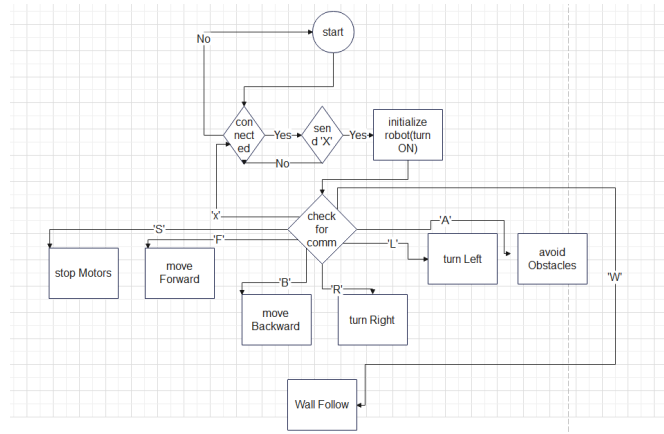 start
No
con
nect
ed
Yes
sen
d 'X'
Yes
initialize
robot(turn
ON)
No
'x'
check
for
comm
'S'
'F'
'A'
'L'
stop Motors
move
Forward
turn Left
avoid
Obstacles
'B'
'R'
'W'
move
Backward
turn Right
Wall Follow